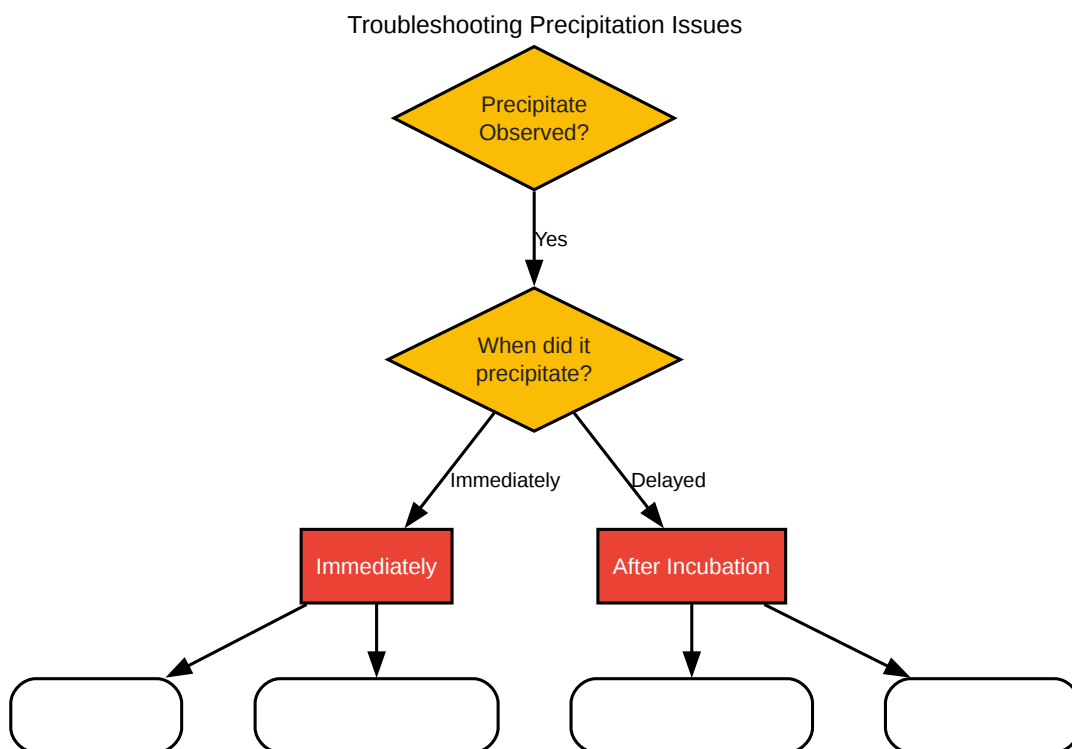 Troubleshooting Precipitation Issues
Precipitate
Observed?
Yes
When did it
precipitate?
Immediately
Delayed
Immediately
After Incubation